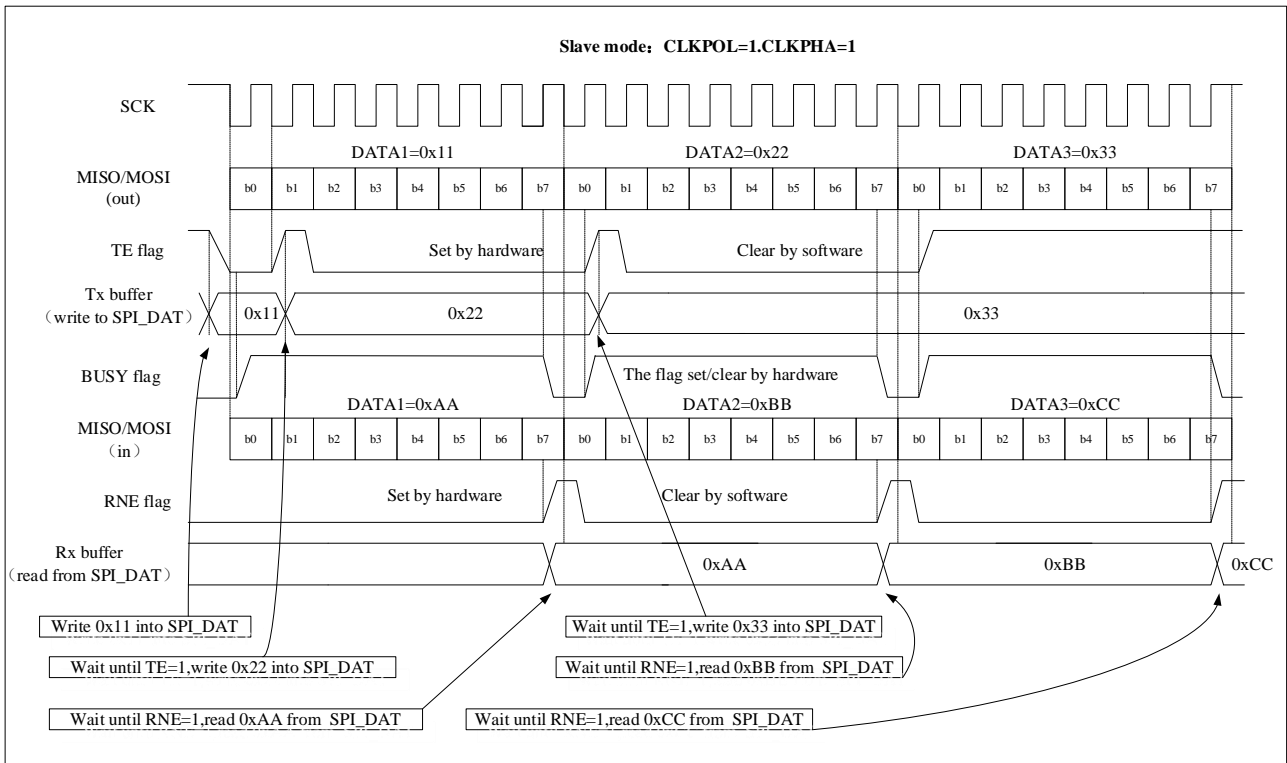 Slave mode：CLKPOL=1.CLKPHA=1
SCK
DATA1=0x11 DATA2=0x22 DATA3=0x33
MISO/MOSI
(out)
b0 b1 b2 b3 b4 b5 b6 b7 b0 b1 b2 b3 b4 b5 b6 b7 b0 b1 b2 b3 b4 b5 b6 b7
TE flag Set by hardware Clear by software
Tx buffer
（write to SPI_DAT） 0x11 0x22 0x33
BUSY flag The flag set/clear by hardware
DATA1=0xAA DATA2=0xBB DATA3=0xCC
MISO/MOSI
（in）
b0 b1 b2 b3 b4 b5 b6 b7 b0 b1 b2 b3 b4 b5 b6 b7 b0 b1 b2 b3 b4 b5 b6 b7
RNE flag Set by hardware Clear by software
Rx buffer
（read from SPI_DAT） 0xAA 0xBB 0xCC
Write 0x11 into SPI_DAT
Wait until TE=1,write 0x33 into SPI_DAT
Wait until TE=1,write 0x22 into SPI_DAT
Wait until RNE=1,read 0xBB from SPI_DAT
Wait until RNE=1,read 0xAA from SPI_DAT
Wait until RNE=1,read 0xCC from SPI_DAT